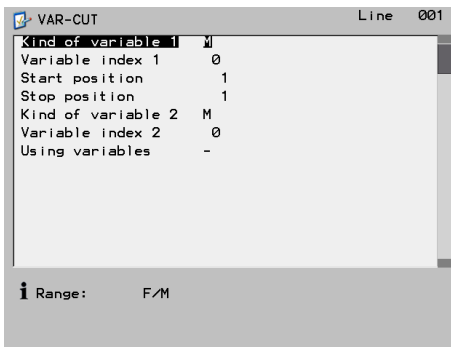 VAR-CUT Line 001
Kind of variable 1 M
Variable index 1 0
Start position 1
Stop position 1
Kind of variable 2 M
Variable index 2 0
Using variables -
i Range: F/M